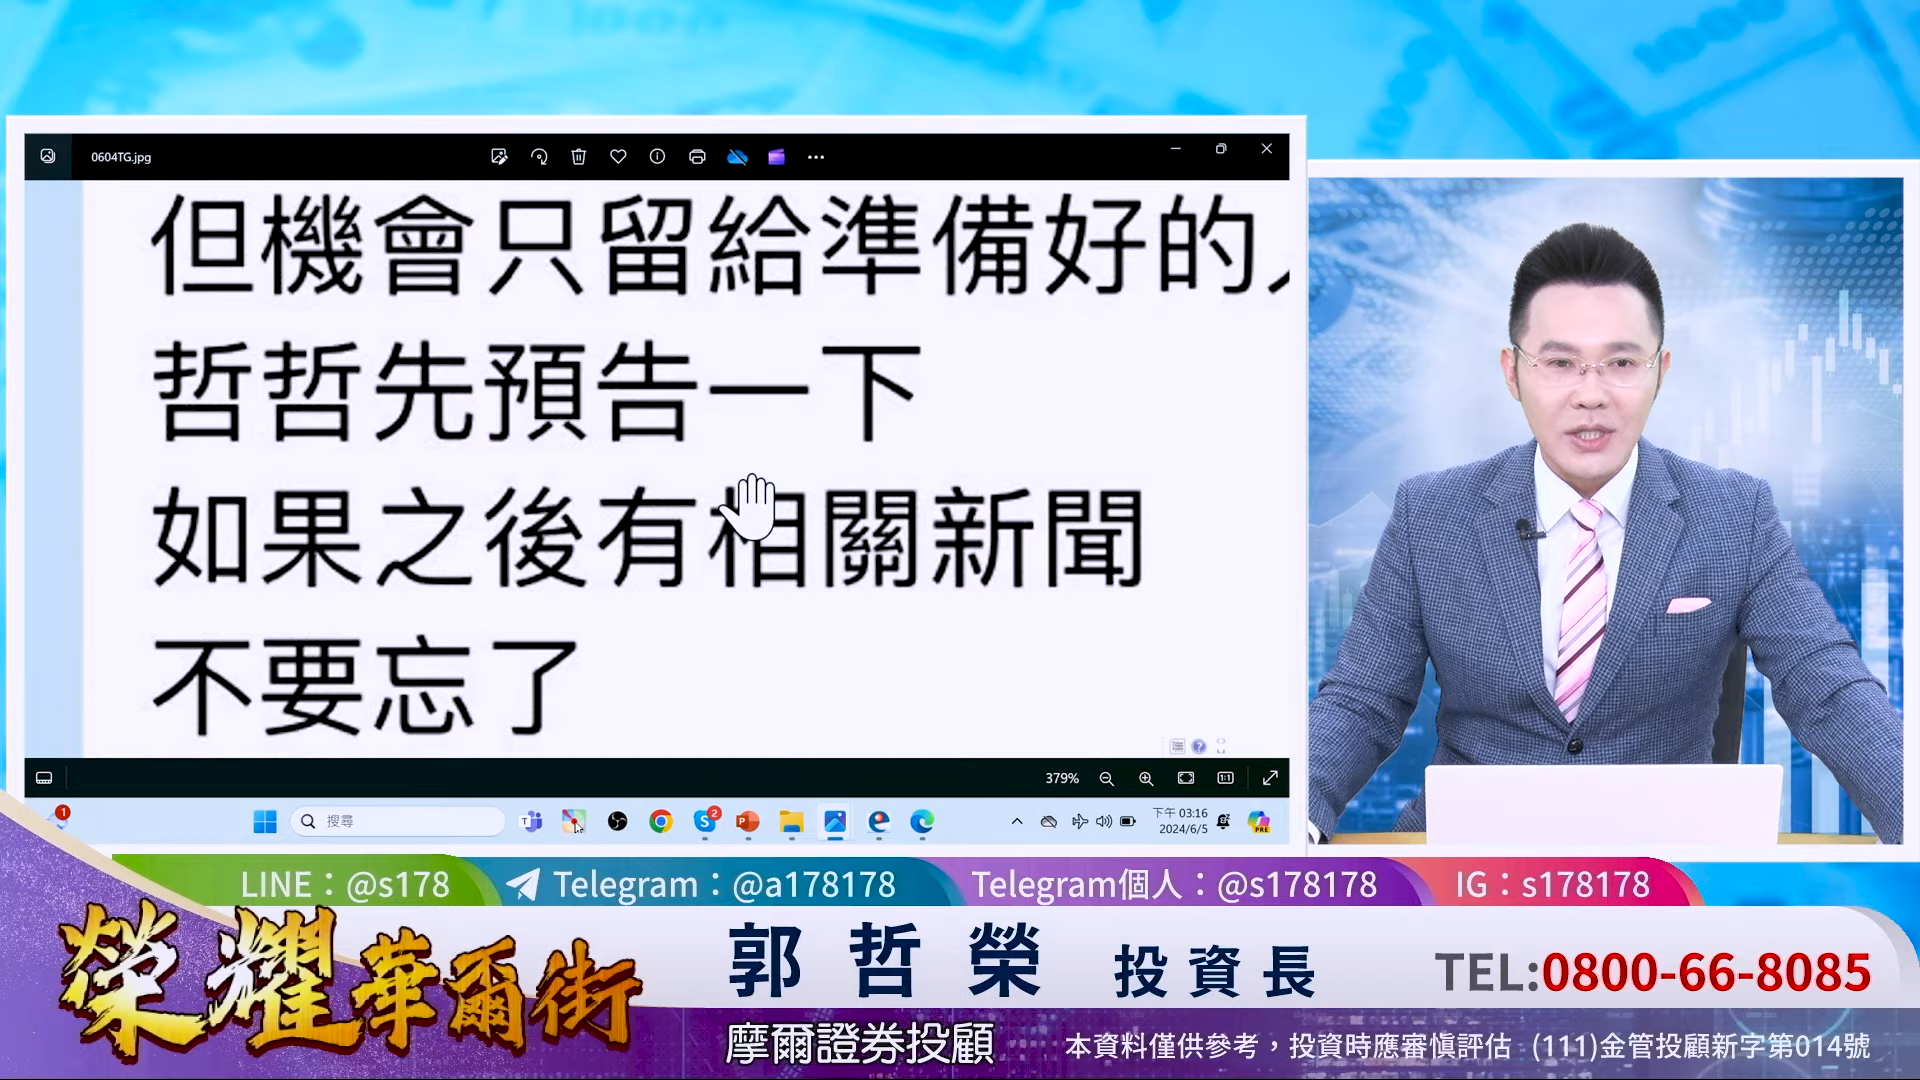 0604TG.jpg
但機會只留給準備好的
哲哲先預告一下
如果之後有相關新聞
不要忘了
379%
1:1
1
搜尋
2
下午 03:16
2024/6/5
PRE
LINE：@s178
Telegram：@a178178
Telegram個人：@s178178
IG：s178178
榮耀華爾街
郭哲榮 投資長
TEL:0800-66-8085
摩爾證券投顧
本資料僅供參考，投資時應審慎評估 (111)金管投顧新字第014號